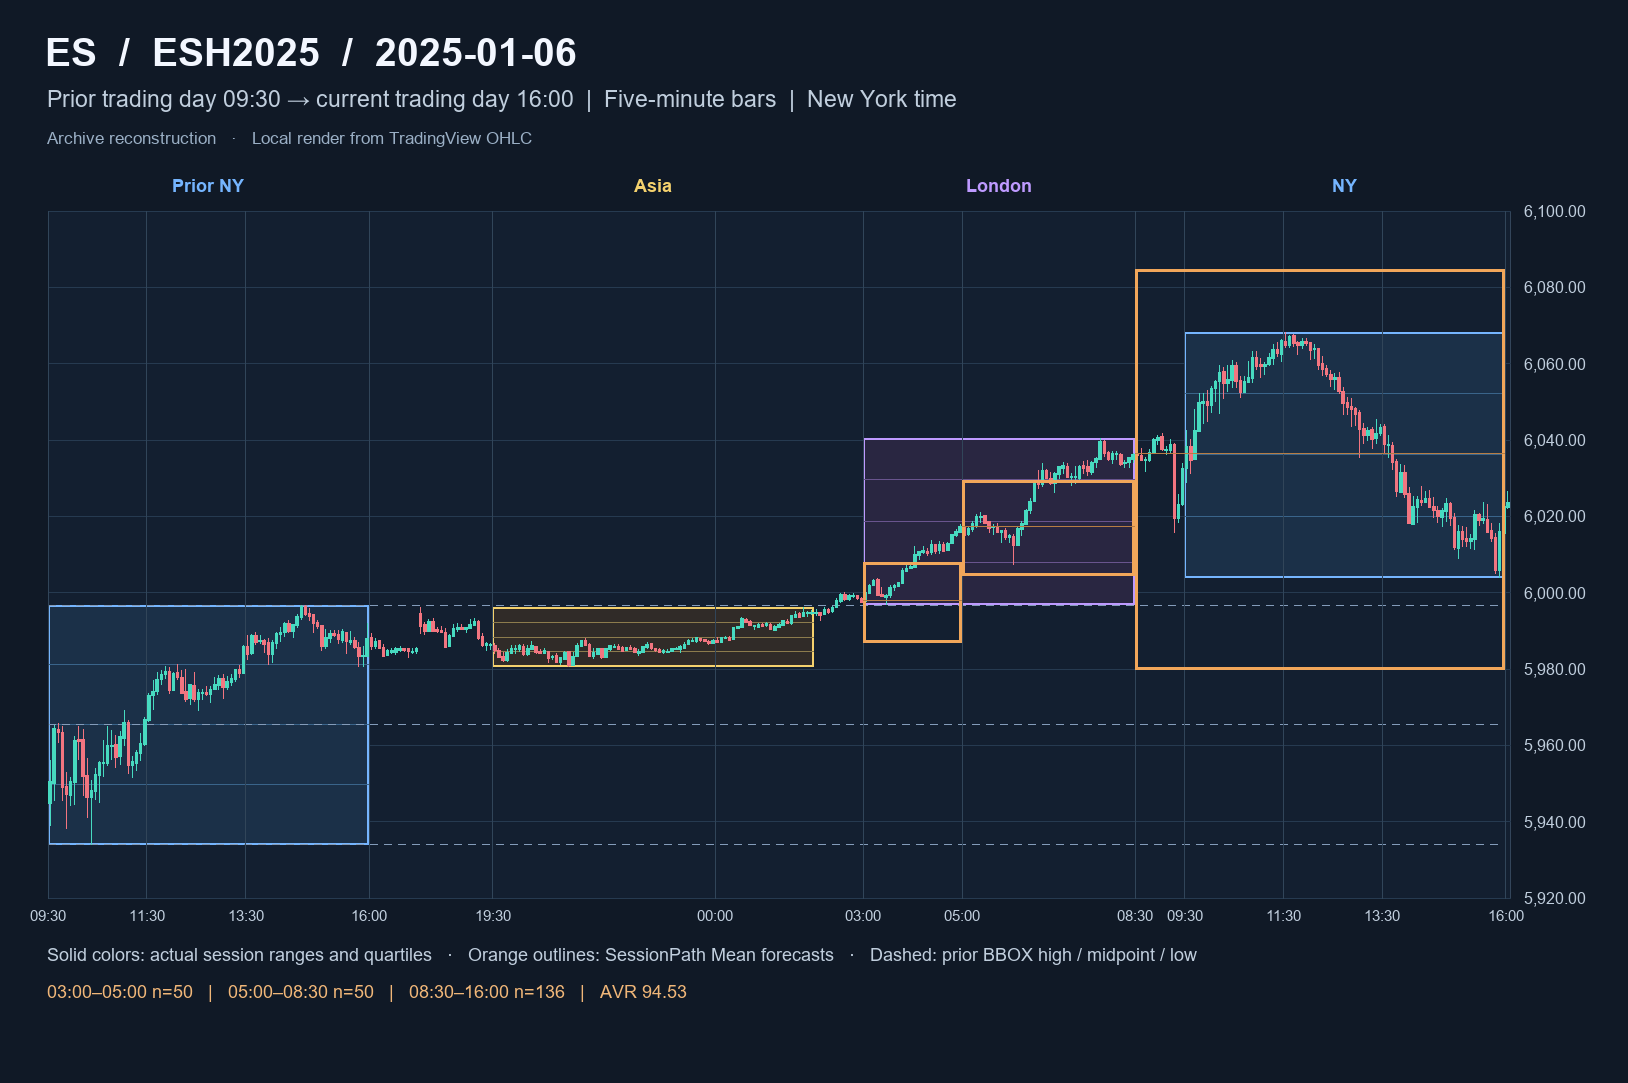 ES / ESH2025 / 2025-01-06
Prior trading day 09:30 → current trading day 16:00 | Five-minute bars | New York time
Archive reconstruction · Local render from TradingView OHLC
Prior NY Asia London NY
6,100.00
6,080.00
6,060.00
6,040.00
6,020.00
6,000.00
5,980.00
5,960.00
5,940.00
5,920.00
09:30 11:30 13:30 16:00 19:30 00:00 03:00 05:00 08:30 09:30 11:30 13:30 16:00
Solid colors: actual session ranges and quartiles · Orange outlines: SessionPath Mean forecasts · Dashed: prior BBOX high / midpoint / low
03:00–05:00 n=50 | 05:00–08:30 n=50 | 08:30–16:00 n=136 | AVR 94.53